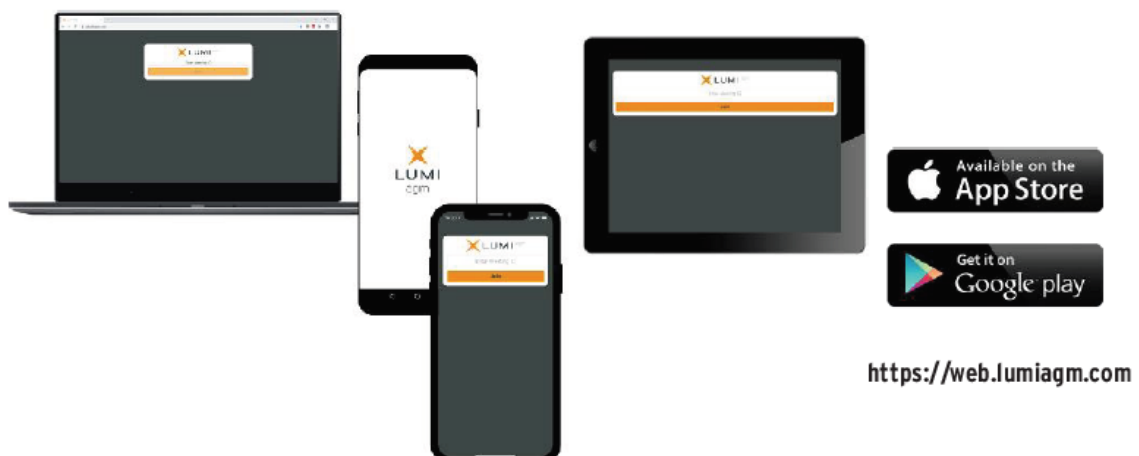 LUMI
LUMI
agm
LUMI
Join
LUMI
Available on the
App Store
Get it on
Google play
https://web.lumiagm.com